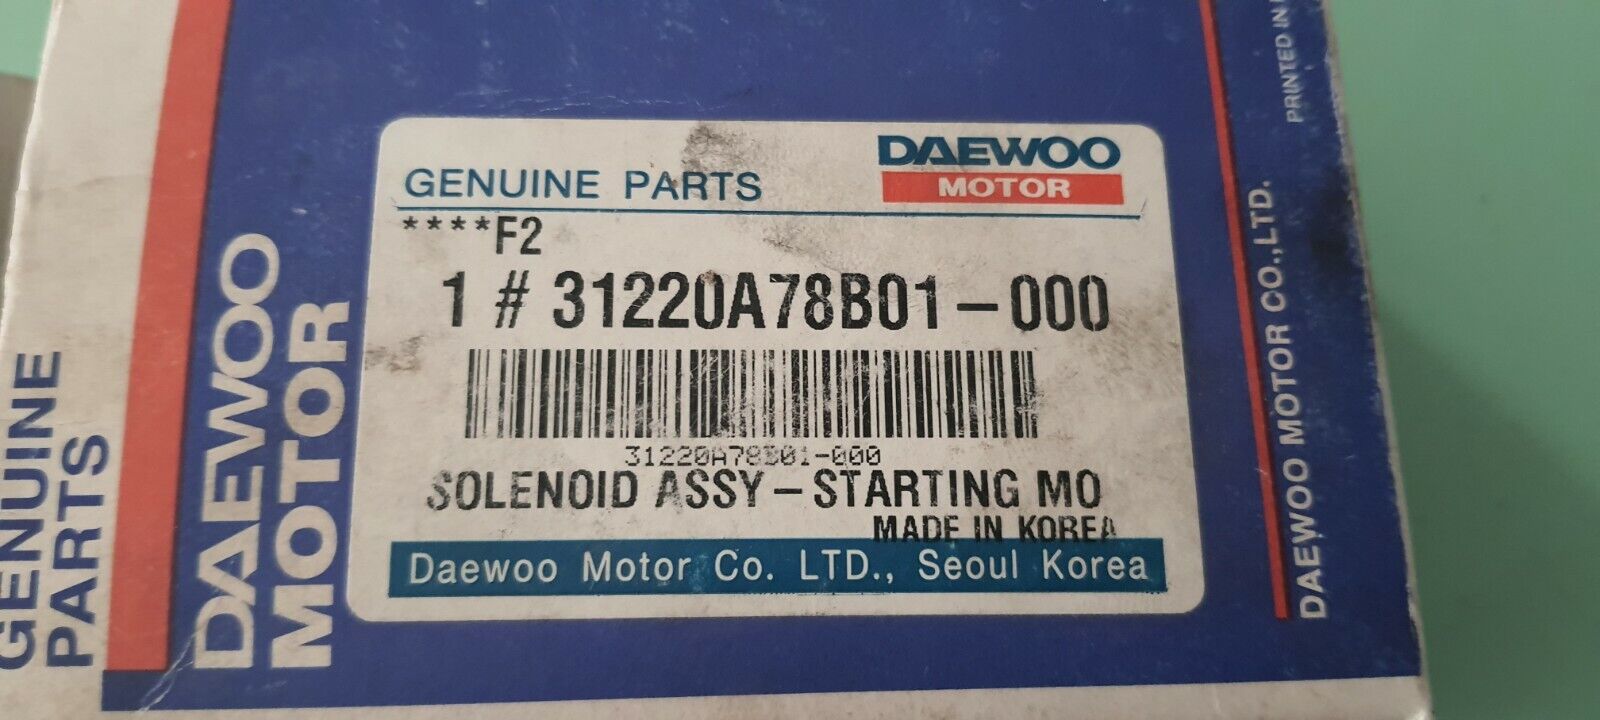 GENUINE
PARTS
DAEWOO
MOTOR
GENUINE PARTS
DAEWOO
MOTOR
****F2
1 # 31220A78B01-000
31220A78B01-000
SOLENOID ASSY-STARTING MO
MADE IN KOREA
Daewoo Motor Co. LTD., Seoul Korea
DAEWOO MOTOR CO.,LTD.
PRINTED IN